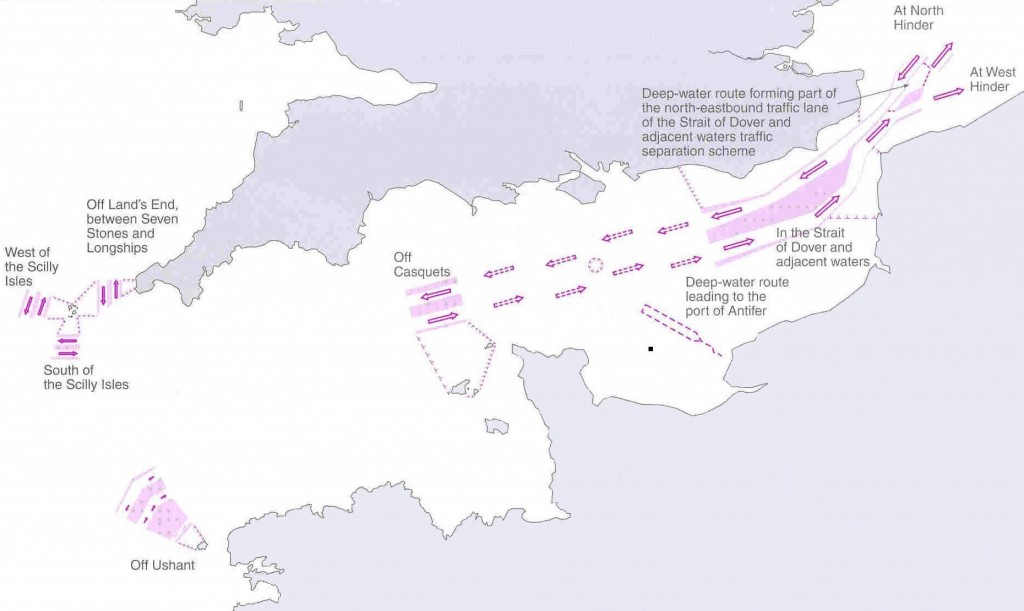 At North
Hinder
At West
Hinder
Deep-water route forming part of
the north-eastbound traffic lane
of the Strait of Dover and
adjacent waters traffic
separation scheme
Off Land's End,
between Seven
Stones and
Longships
West of
the Scilly
Isles
Off
Casquets
In the Strait
of Dover and
adjacent waters
Deep-water route
leading to the
port of Antifer
South of
the Scilly Isles
Off Ushant